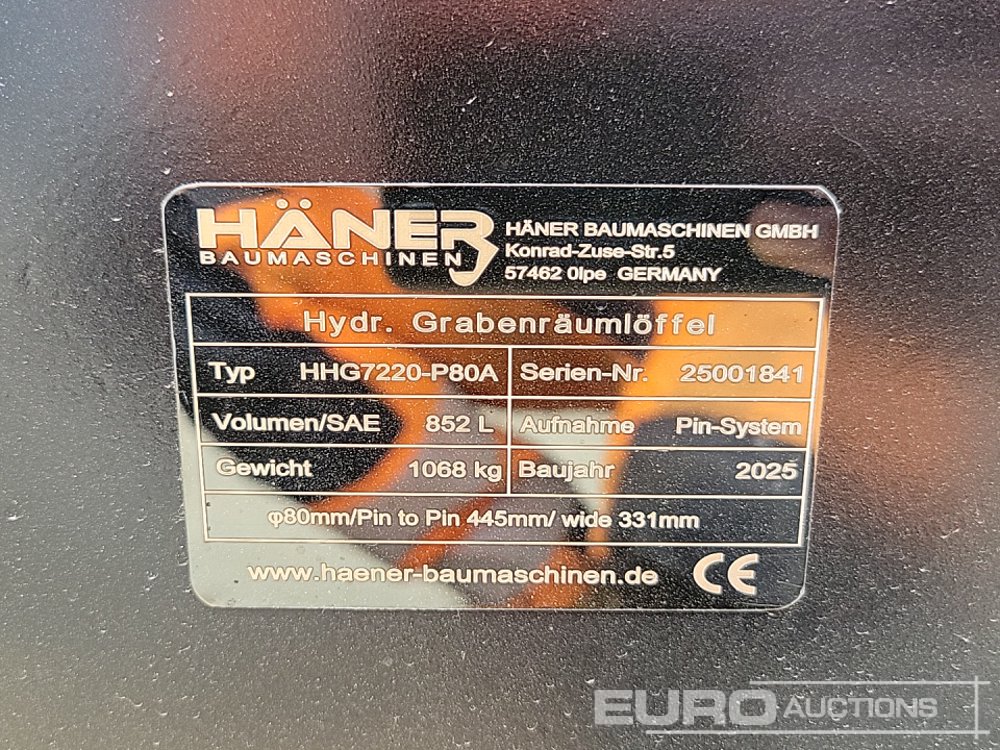 HÄNER
BAUMASCHINEN
HÄNER BAUMASCHINEN GMBH
Konrad-Zuse-Str.5
57462 Olpe GERMANY
Hydr. Grabenräumlöffel
Typ HHG7220-P80A Serien-Nr. 25001841
Volumen/SAE 852 L Aufnahme Pin-System
Gewicht 1068 kg Baujahr 2025
φ80mm/Pin to Pin 445mm/ wide 331mm
www.haener-baumaschinen.de CE
EURO AUCTIONS